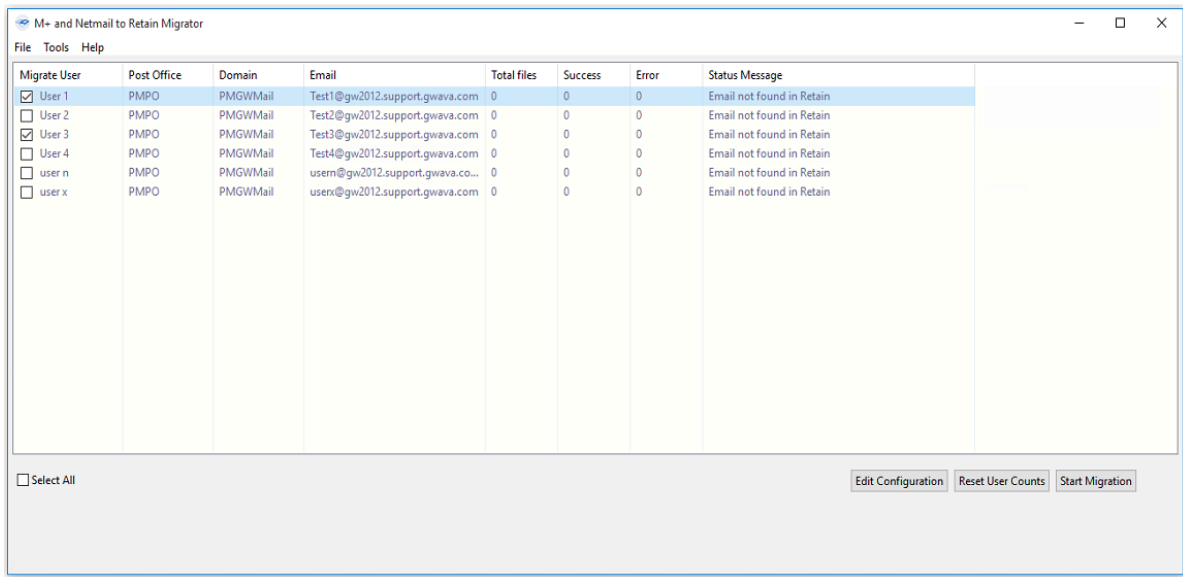 M+ and Netmail to Retain Migrator
File Tools Help
Migrate User Post Office Domain Email Total files Success Error Status Message
User 1 PMPO PMGWMail Test1@gw2012.support.gwava.com 0 0 0 Email not found in Retain
User 2 PMPO PMGWMail Test2@gw2012.support.gwava.com 0 0 0 Email not found in Retain
User 3 PMPO PMGWMail Test3@gw2012.support.gwava.com 0 0 0 Email not found in Retain
User 4 PMPO PMGWMail Test4@gw2012.support.gwava.com 0 0 0 Email not found in Retain
user n PMPO PMGWMail usern@gw2012.support.gwava.co... 0 0 0 Email not found in Retain
user x PMPO PMGWMail userx@gw2012.support.gwava.com 0 0 0 Email not found in Retain
Select All Edit Configuration Reset User Counts Start Migration